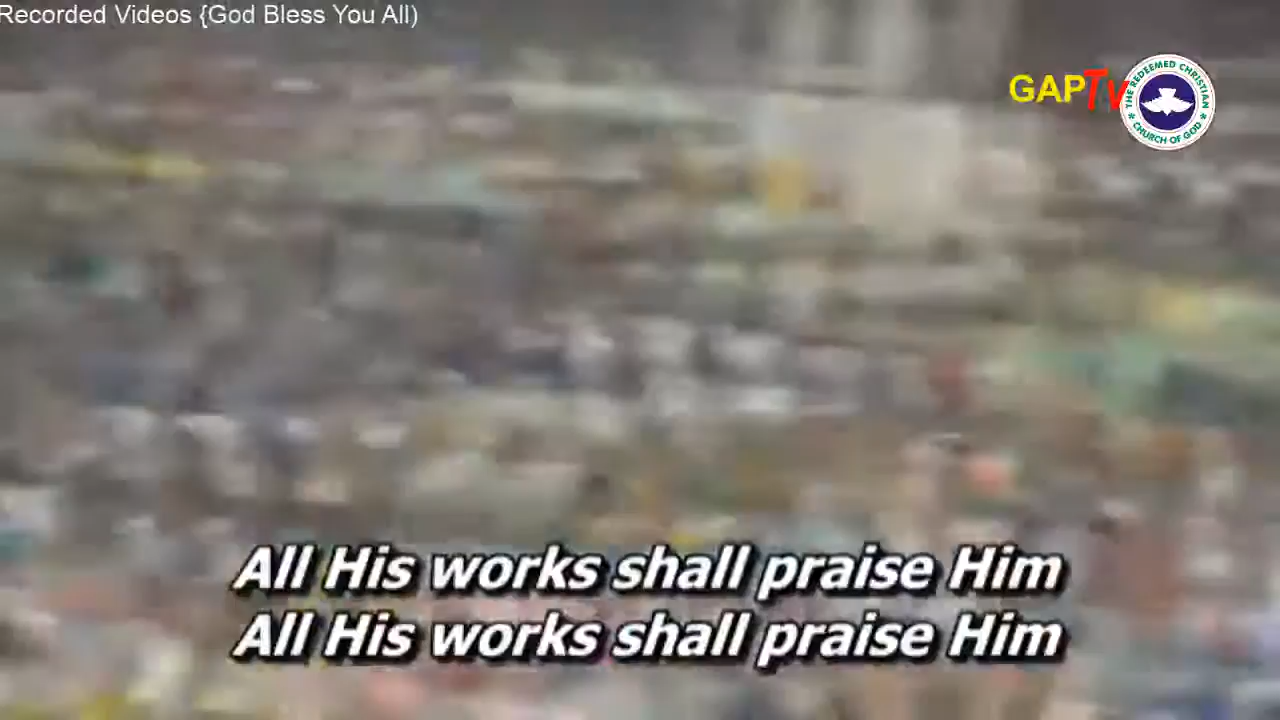 Recorded Videos {God Bless You All)
GAPTv
THE REDEEMED CHRISTIAN
* CHURCH OF GOD *
All His works shall praise Him
All His works shall praise Him